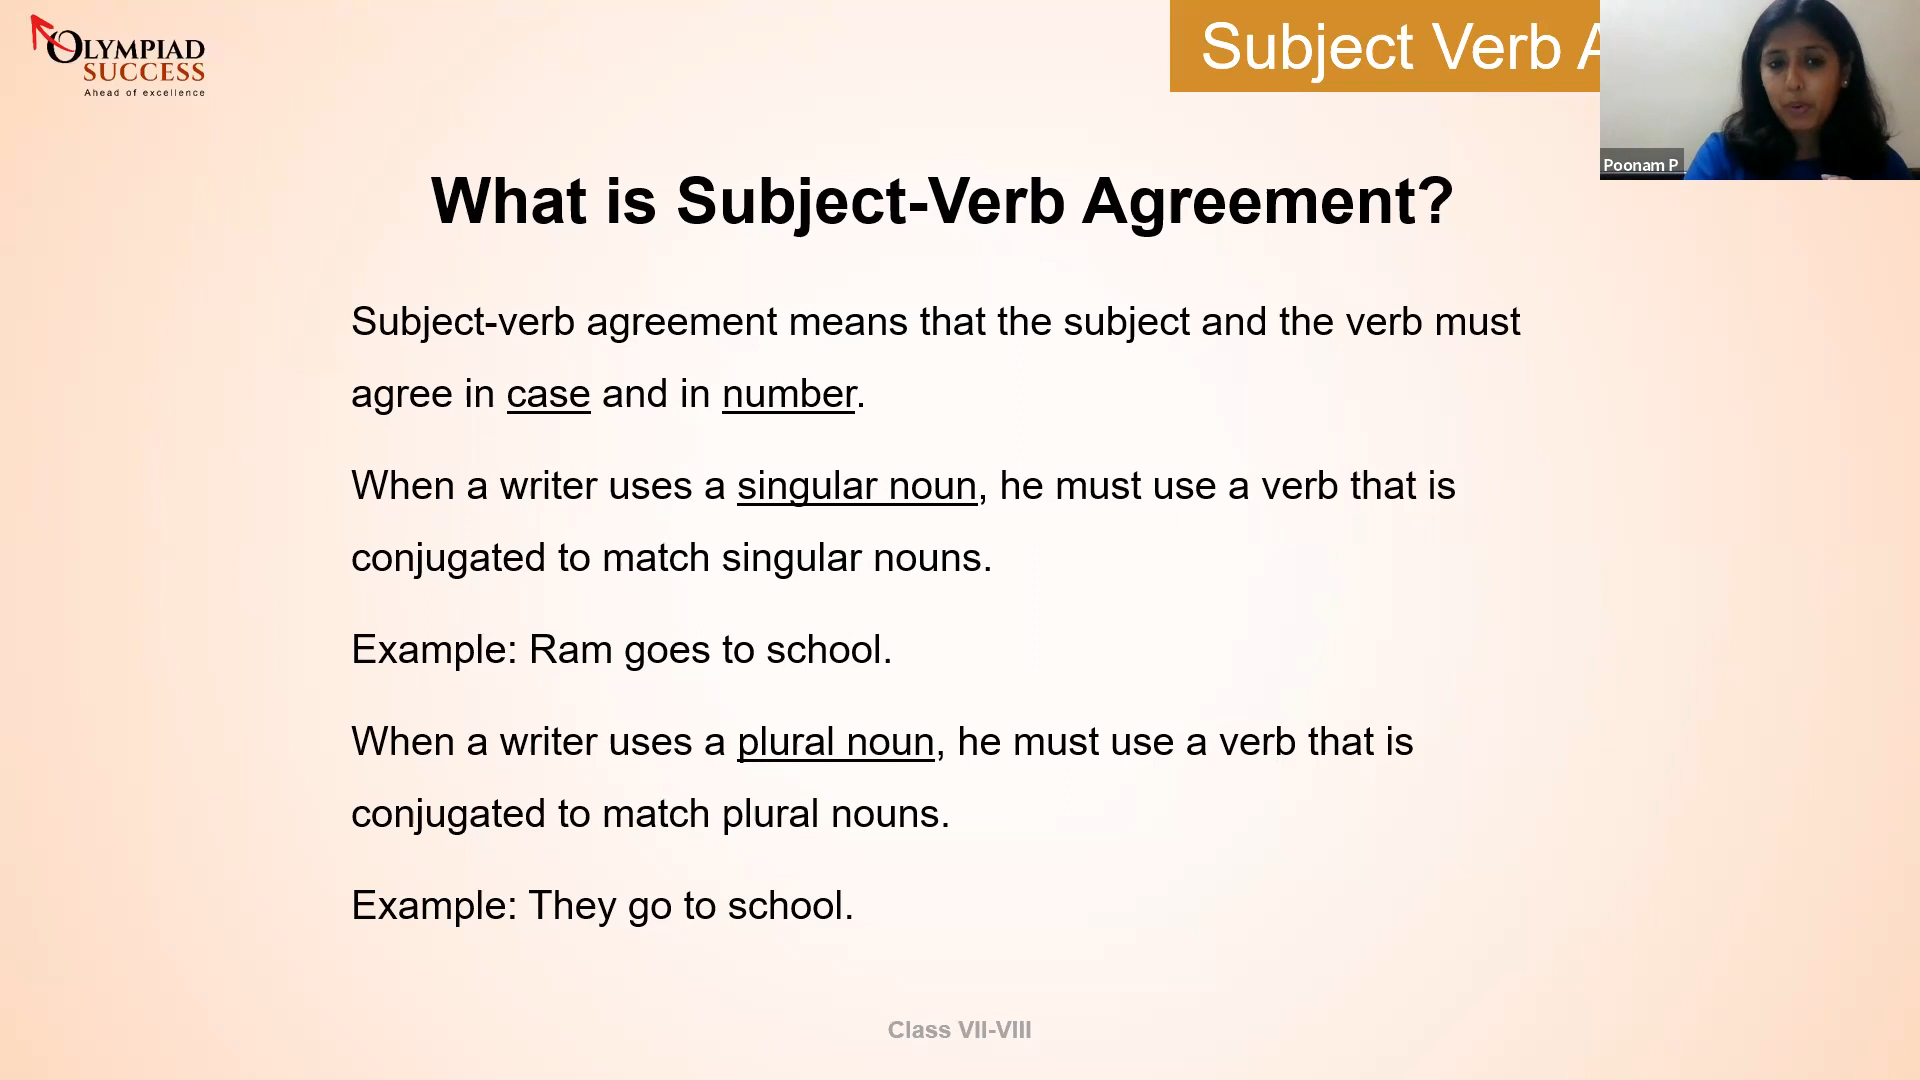 OLYMPIAD
SUCCESS
Ahead of excellence
Subject Verb A
Poonam P
What is Subject-Verb Agreement?
Subject-verb agreement means that the subject and the verb must
agree in case and in number.
When a writer uses a singular noun, he must use a verb that is
conjugated to match singular nouns.
Example: Ram goes to school.
When a writer uses a plural noun, he must use a verb that is
conjugated to match plural nouns.
Example: They go to school.
Class VII-VIII